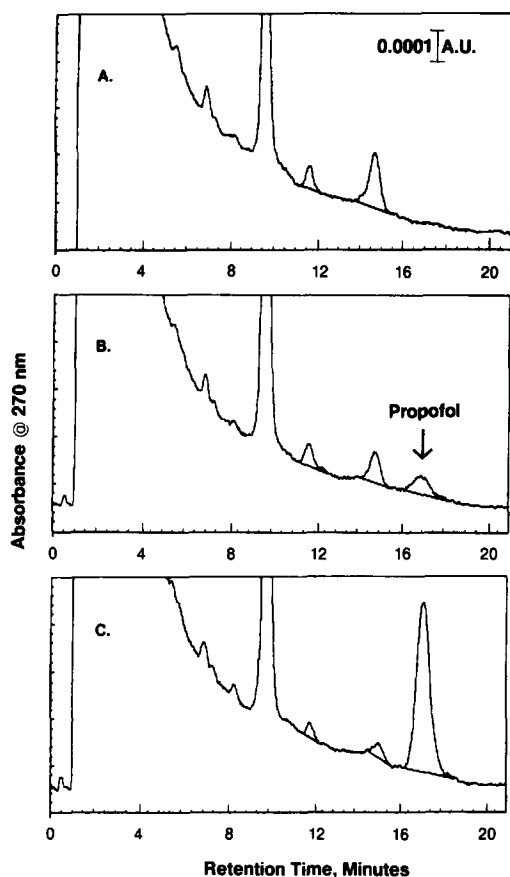 0.0001 A.U.
A.
0 4 8 12 16 20
B.
Propofol
0 4 8 12 16 20
C.
0 4 8 12 16 20
Absorbance @ 270 nm
Retention Time, Minutes